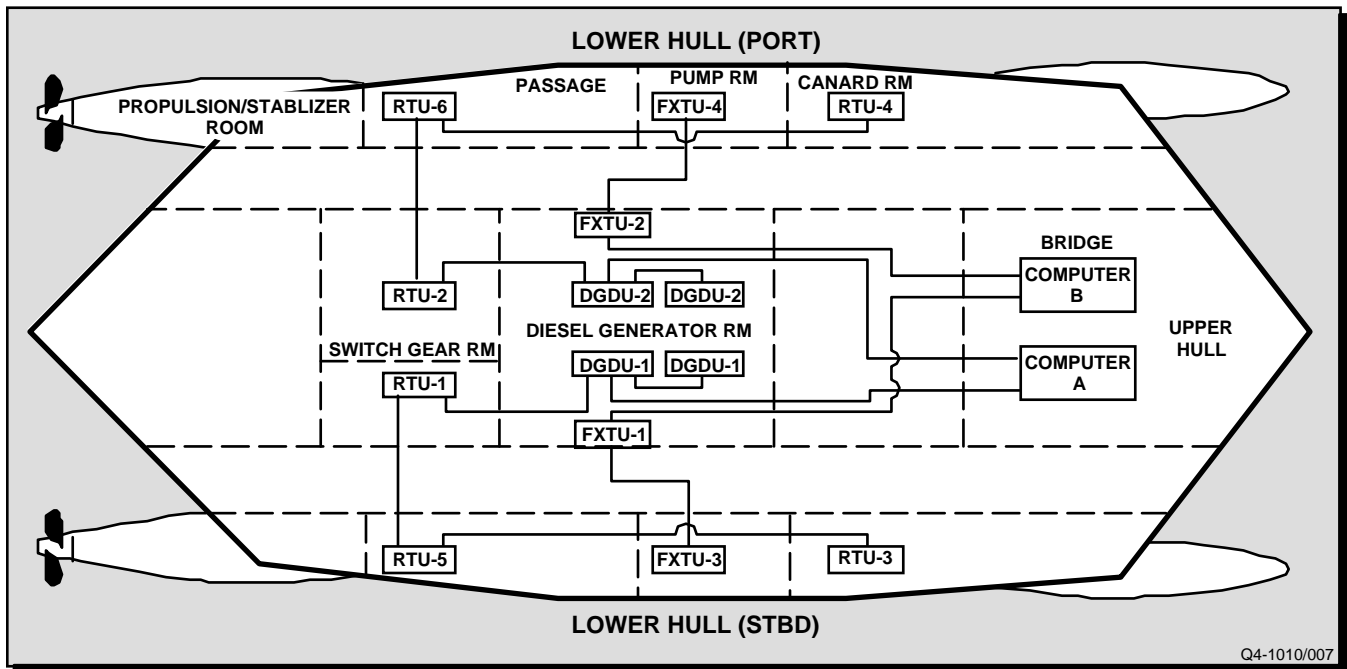 LOWER HULL (PORT)
PROPULSION/STABLIZER
ROOM
PASSAGE
PUMP RM
CANARD RM
RTU-6
FXTU-4
RTU-4
FXTU-2
BRIDGE
COMPUTER
B
RTU-2
DGDU-2
DGDU-2
DIESEL GENERATOR RM
UPPER
HULL
SWITCH GEAR RM
DGDU-1
DGDU-1
COMPUTER
A
RTU-1
FXTU-1
RTU-5
FXTU-3
RTU-3
LOWER HULL (STBD)
Q4-1010/007